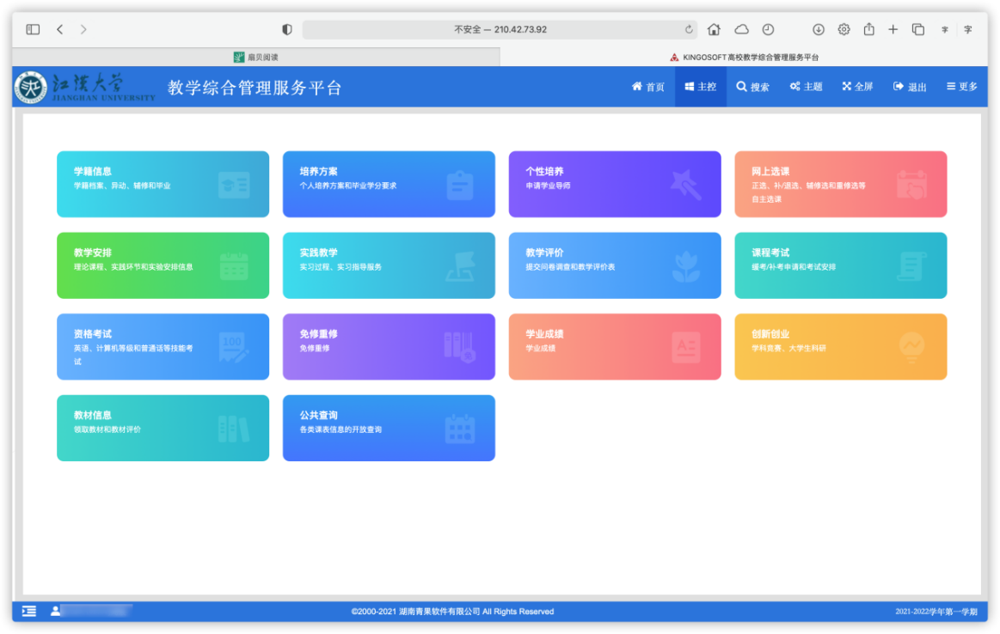 不安全 — 210.42.73.92
扇贝阅读
KINGOSOFT高校教学综合管理服务平台
江汉大学
JIANGHAN UNIVERSITY
教学综合管理服务平台
首页
主控
搜索
主题
全屏
退出
更多
学籍信息
学籍档案、异动、辅修和毕业
培养方案
个人培养方案和毕业学分要求
个性培养
申请学业导师
网上选课
正选、补/退选、辅修选和重修选等
自主选课
教学安排
理论课程、实践环节和实验安排信息
实践教学
实习过程、实习指导服务
教学评价
提交问卷调查和教学评价表
课程考试
缓考/补考申请和考试安排
资格考试
英语、计算机等级和普通话等技能考
试
100
免修重修
免修重修
学业成绩
学业成绩
A
创新创业
学科竞赛、大学生科研
教材信息
领取教材和教材评价
公共查询
各类课表信息的开放查询
©2000-2021 湖南青果软件有限公司 All Rights Reserved
2021-2022学年第一学期